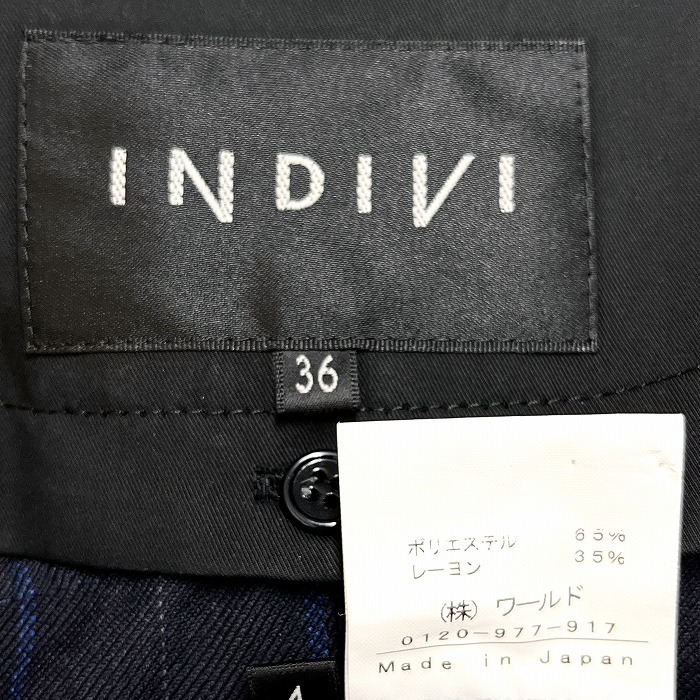 INDIVI
36
ポリエステル 65%
レーヨン 35%
(株) ワールド
0120-977-917
Made in Japan